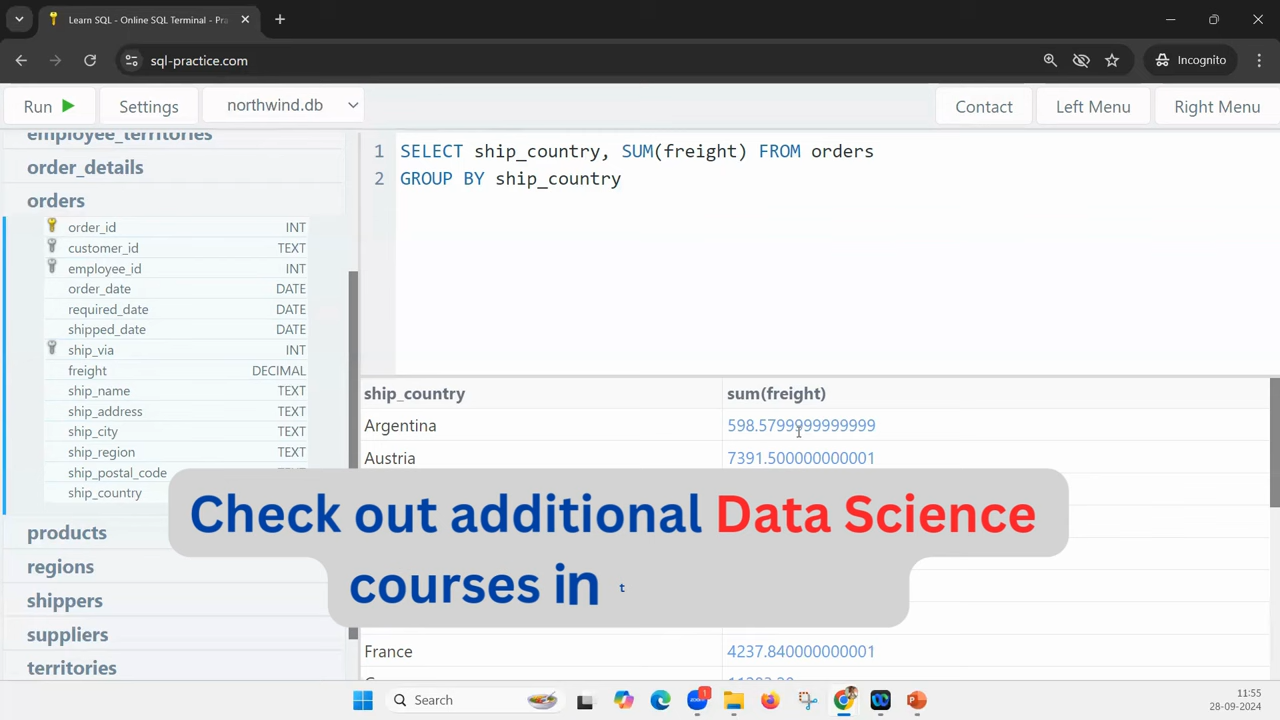 Learn SQL - Online SQL Terminal - Pra
sql-practice.com
Incognito
Run
Settings
northwind.db
Contact
Left Menu
Right Menu
employee_territories
order_details
orders
order_id INT
customer_id TEXT
employee_id INT
order_date DATE
required_date DATE
shipped_date DATE
ship_via INT
freight DECIMAL
ship_name TEXT
ship_address TEXT
ship_city TEXT
ship_region TEXT
ship_postal_code TEXT
ship_country TEXT
products
regions
shippers
suppliers
territories
1 SELECT ship_country, SUM(freight) FROM orders
2 GROUP BY ship_country
ship_country sum(freight)
Argentina 598.5799999999999
Austria 7391.500000000001
Check out additional Data Science
courses in t
France 4237.840000000001
Search
11:55
28-09-2024